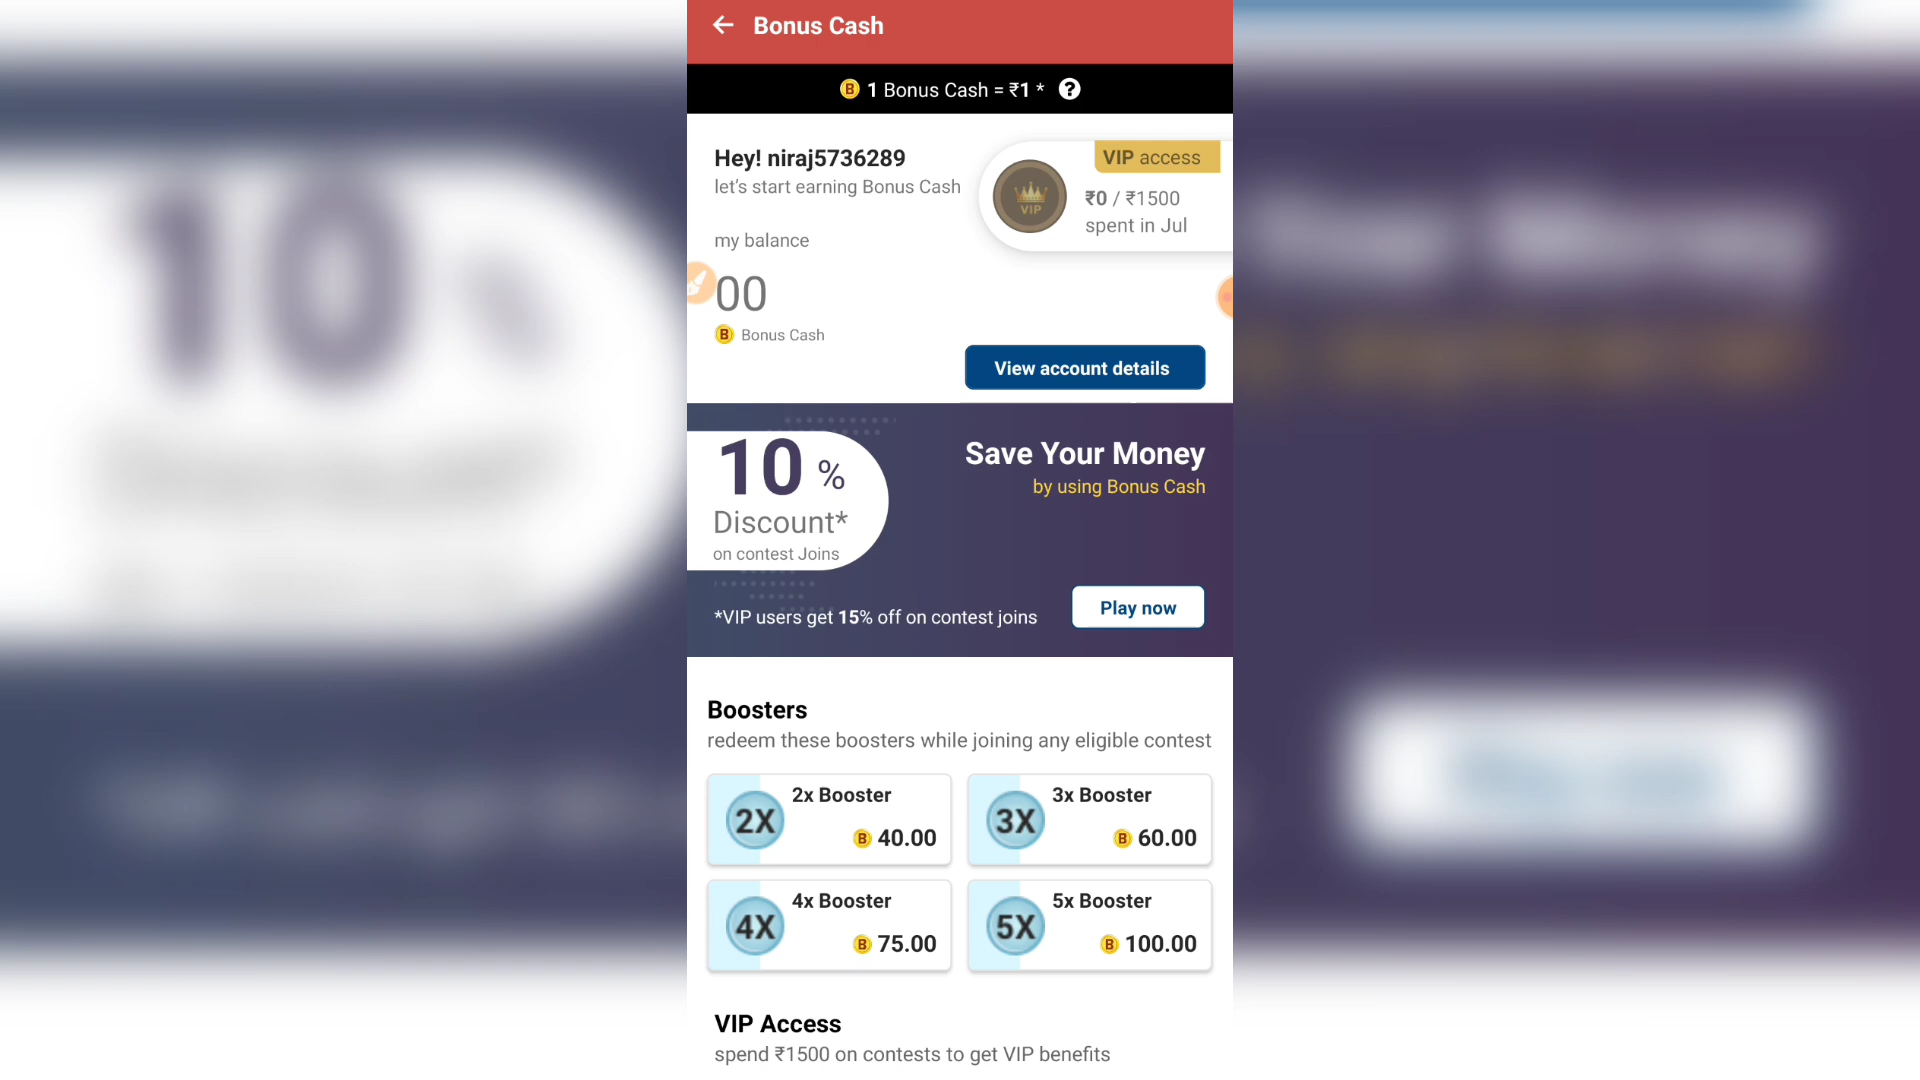 Bonus Cash
B 1 Bonus Cash = ₹1 * ?
Hey! niraj5736289
let's start earning Bonus Cash
VIP access
VIP
₹0 / ₹1500
spent in Jul
my balance
00
B Bonus Cash
View account details
10 %
Discount*
on contest Joins
Save Your Money
by using Bonus Cash
*VIP users get 15% off on contest joins
Play now
Boosters
redeem these boosters while joining any eligible contest
2X
2x Booster
B 40.00
3X
3x Booster
B 60.00
4X
4x Booster
B 75.00
5X
5x Booster
B 100.00
VIP Access
spend ₹1500 on contests to get VIP benefits